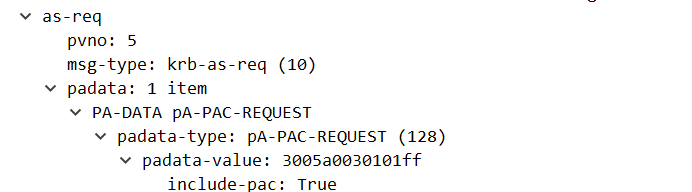 as-req
pvno: 5
msg-type: krb-as-req (10)
padata: 1 item
PA-DATA pA-PAC-REQUEST
padata-type: pA-PAC-REQUEST (128)
padata-value: 3005a0030101ff
include-pac: True